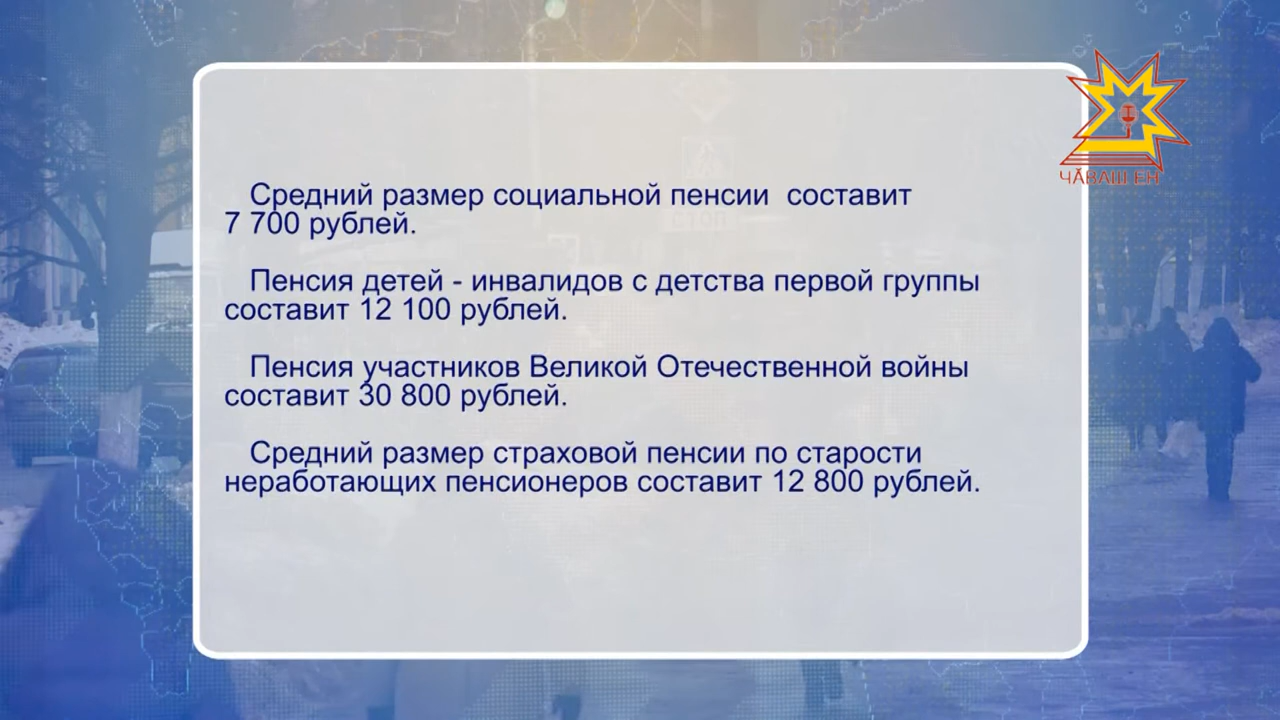 ЧӐВАШ ЕН
Средний размер социальной пенсии составит
7 700 рублей.
Пенсия детей - инвалидов с детства первой группы
составит 12 100 рублей.
Пенсия участников Великой Отечественной войны
составит 30 800 рублей.
Средний размер страховой пенсии по старости
неработающих пенсионеров составит 12 800 рублей.